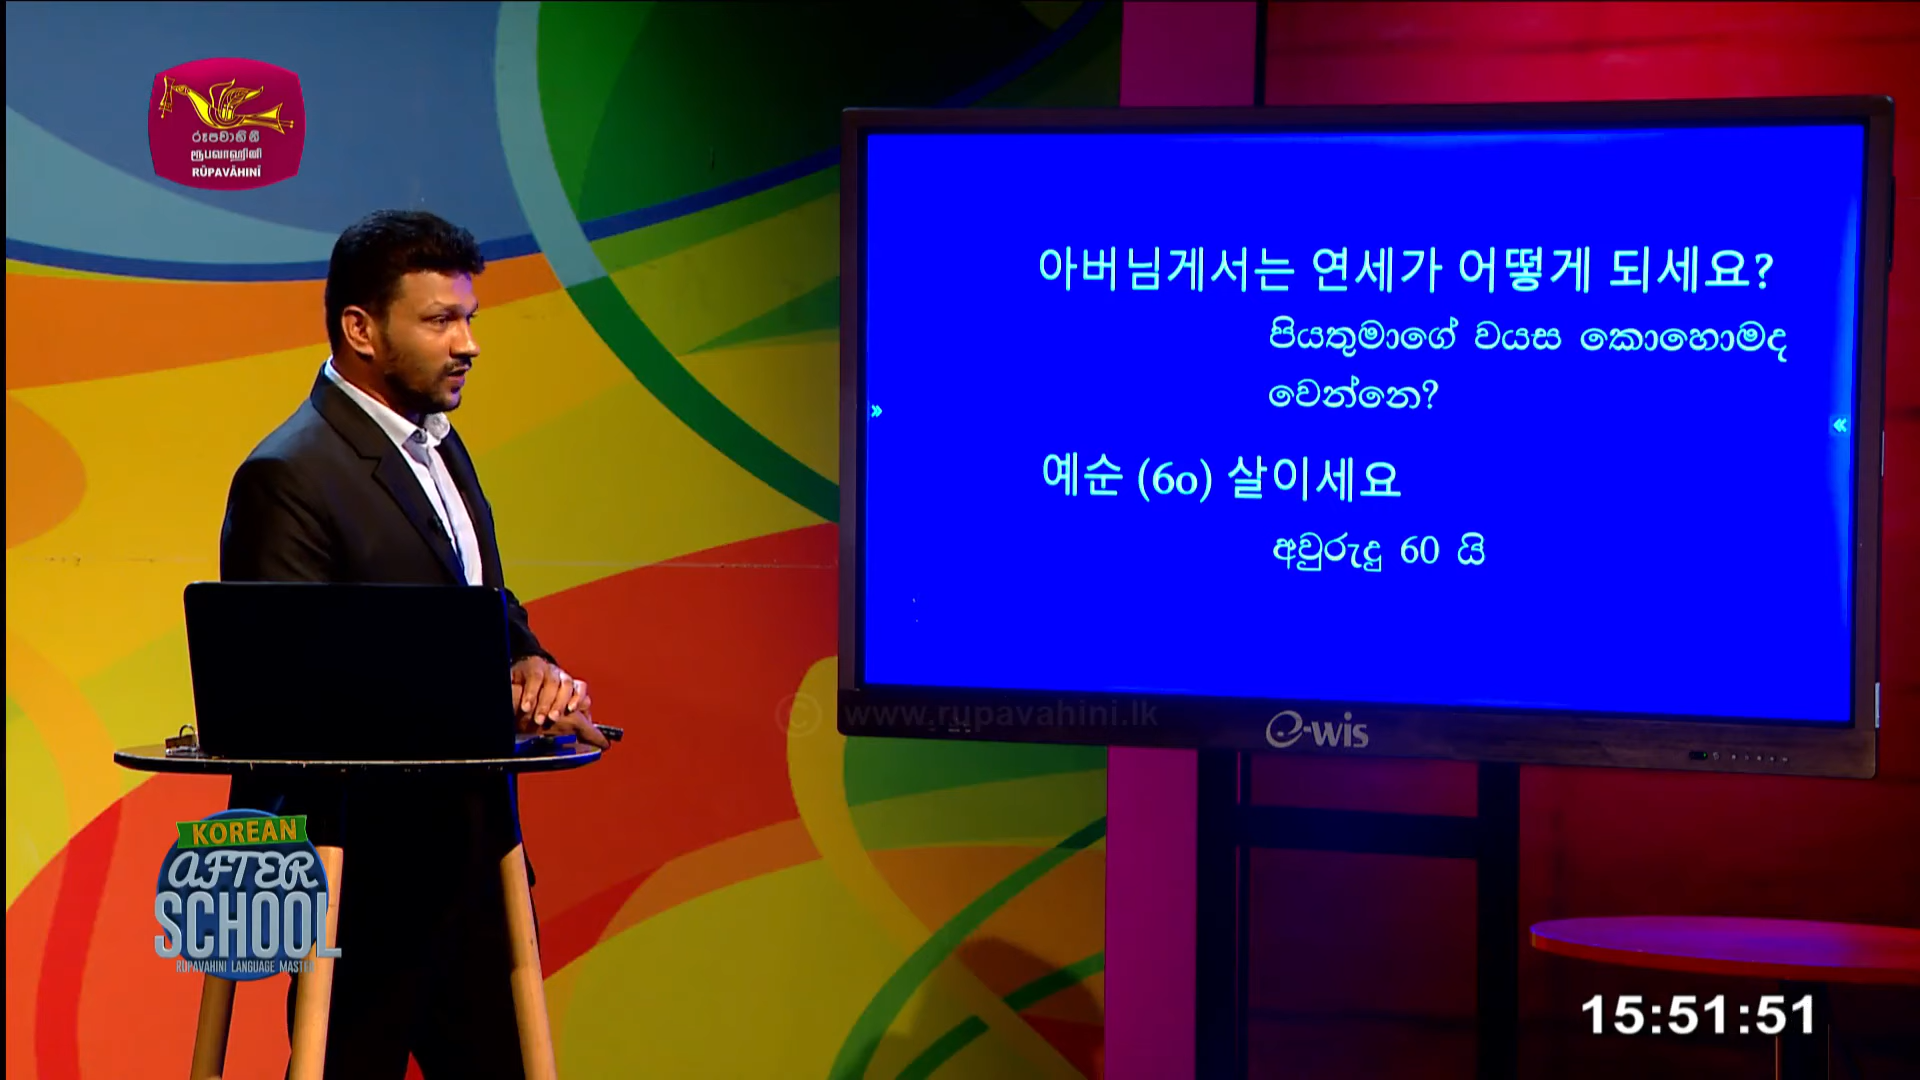 රූපවාහිනී
ரூபவாஹினி
RŪPAVĀHINĪ
아버님게서는 연세가 어떻게 되세요?
පියතුමාගේ වයස කොහොමද
වෙන්නෙ?
예순 (60) 살이세요
අවුරුදු 60 යි
© www.rupavahini.lk
e-wis
KOREAN
AFTER
SCHOOL
RUPAVAHINI LANGUAGE MASTER
15:51:51